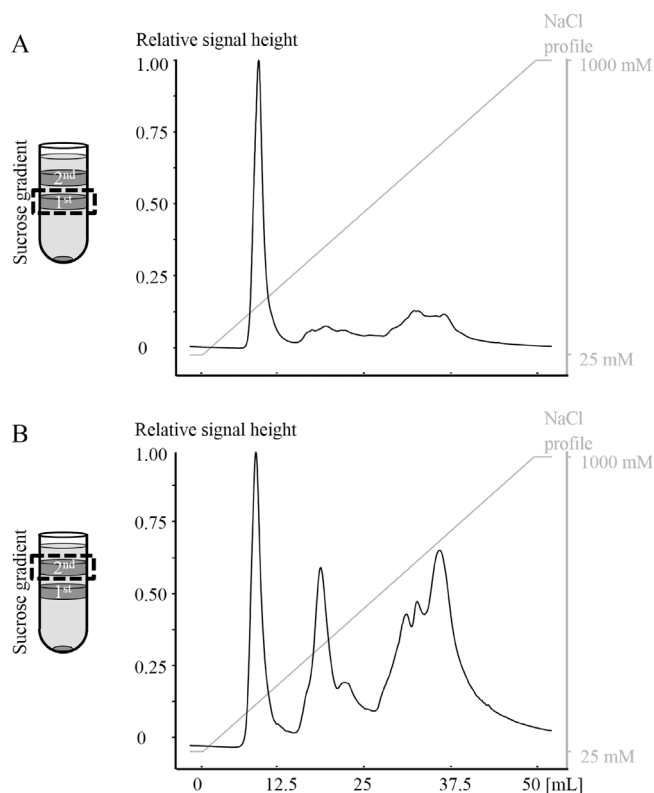 A
Relative signal height
NaCl
profile
1.00
0.75
0.50
0.25
0
1000 mM
25 mM
Sucrose gradient
2nd
1st
B
Relative signal height
NaCl
profile
1.00
0.75
0.50
0.25
0
1000 mM
25 mM
Sucrose gradient
2nd
1st
0 12.5 25 37.5 50 [mL]